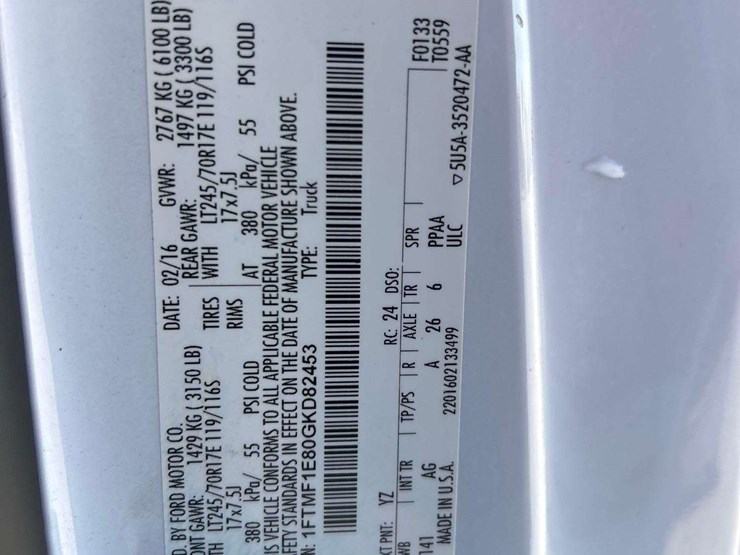 D. BY FORD MOTOR CO.
DATE: 02/16 GVWR: 2767 KG ( 6100 LB)
NT GAWR: 1429 KG ( 3150 LB)
REAR GAWR: 1497 KG ( 3300 LB)
TH LT245/70R17E 119/116S
TIRES WITH LT245/70R17E 119/116S
17x7.5J
RIMS 17x7.5J
380 kPa/ 55 PSI COLD
AT 380 kPa/ 55 PSI COLD
IS VEHICLE CONFORMS TO ALL APPLICABLE FEDERAL MOTOR VEHICLE
FETY STANDARDS IN EFFECT ON THE DATE OF MANUFACTURE SHOWN ABOVE.
N: 1FTMF1E80GKD82453 TYPE: Truck
F0133
T0559
XT PNT: YZ RC: 24 DSO:
WB INT TR TP/PS R AXLE TR SPR
141 AG A 26 6 PPAA
ULC
MADE IN U.S.A. 2201602133499
▽ 5U5A-3520472-AA